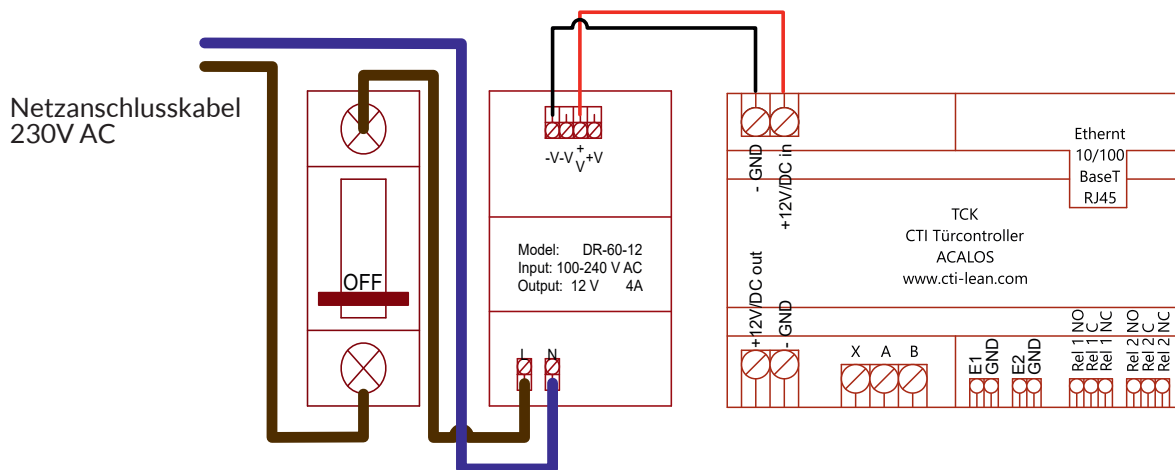 Netzanschlusskabel
230V AC
OFF
-V
-V
+
V
+V
Model: DR-60-12
Input: 100-240 V AC
Output: 12 V 4A
L
N
- GND
+12V/DC in
Ethernt
10/100
BaseT
RJ45
TCK
CTI Türcontroller
ACALOS
www.cti-lean.com
+12V/DC out
- GND
X
A
B
E1
GND
E2
GND
Rel 1 NO
Rel 1 C
Rel 1 NC
Rel 2 NO
Rel 2 C
Rel 2 NC